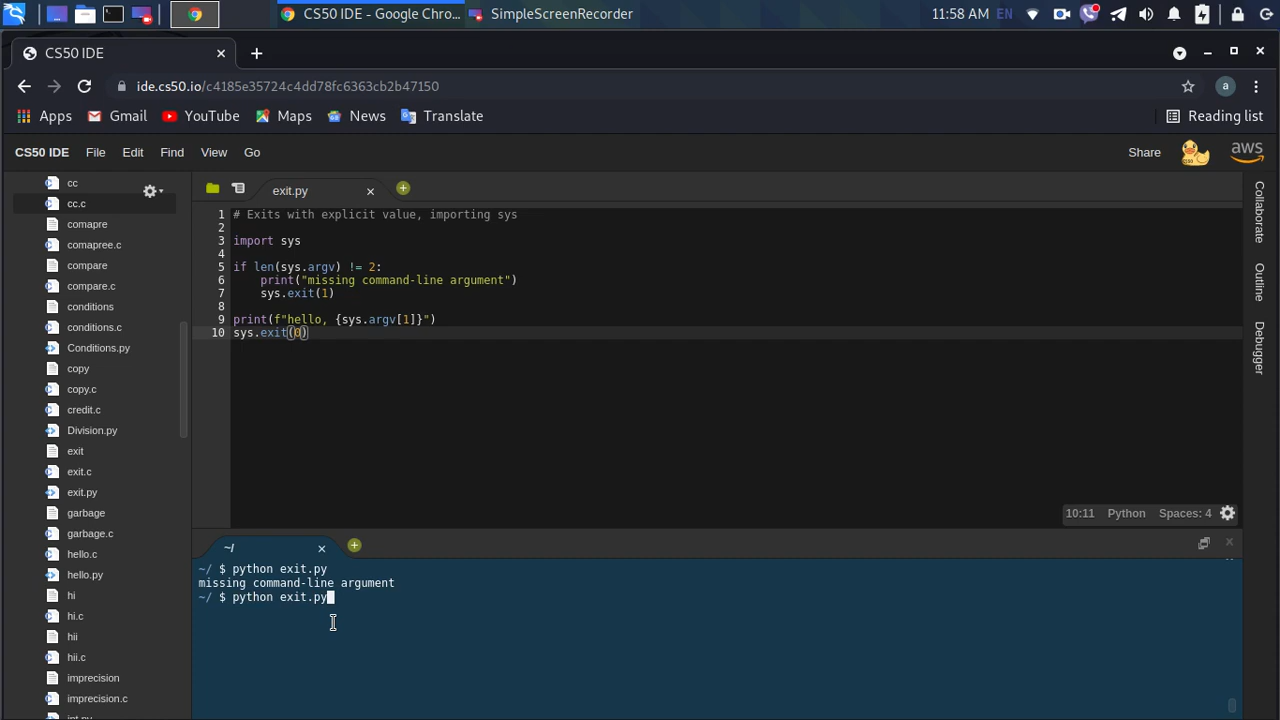 CS50 IDE - Google Chro...
SimpleScreenRecorder
11:58 AM EN
CS50 IDE
ide.cs50.io/c4185e35724c4dd78fc6363cb2b47150
a
Apps
Gmail
YouTube
Maps
News
Translate
Reading list
CS50 IDE
File
Edit
Find
View
Go
Share
aws
cc
cc.c
comapre
comapree.c
compare
compare.c
conditions
conditions.c
Conditions.py
copy
copy.c
credit.c
Division.py
exit
exit.c
exit.py
garbage
garbage.c
hello.c
hello.py
hi
hi.c
hii
hii.c
imprecision
imprecision.c
int.py
exit.py
1 # Exits with explicit value, importing sys
2
3 import sys
4
5 if len(sys.argv) != 2:
6     print("missing command-line argument")
7     sys.exit(1)
8
9 print(f"hello, {sys.argv[1]}")
10 sys.exit(0)
10:11 Python Spaces: 4
~/
~/ $ python exit.py
missing command-line argument
~/ $ python exit.py
Collaborate
Outline
Debugger